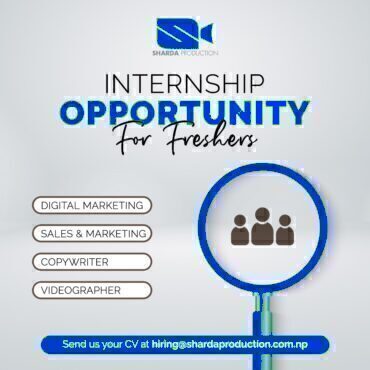 SHARDA PRODUCTION
INTERNSHIP
OPPORTUNITY
For Freshers
DIGITAL MARKETING
SALES & MARKETING
COPYWRITER
VIDEOGRAPHER
Send us your CV at hiring@shardaproduction.com.np